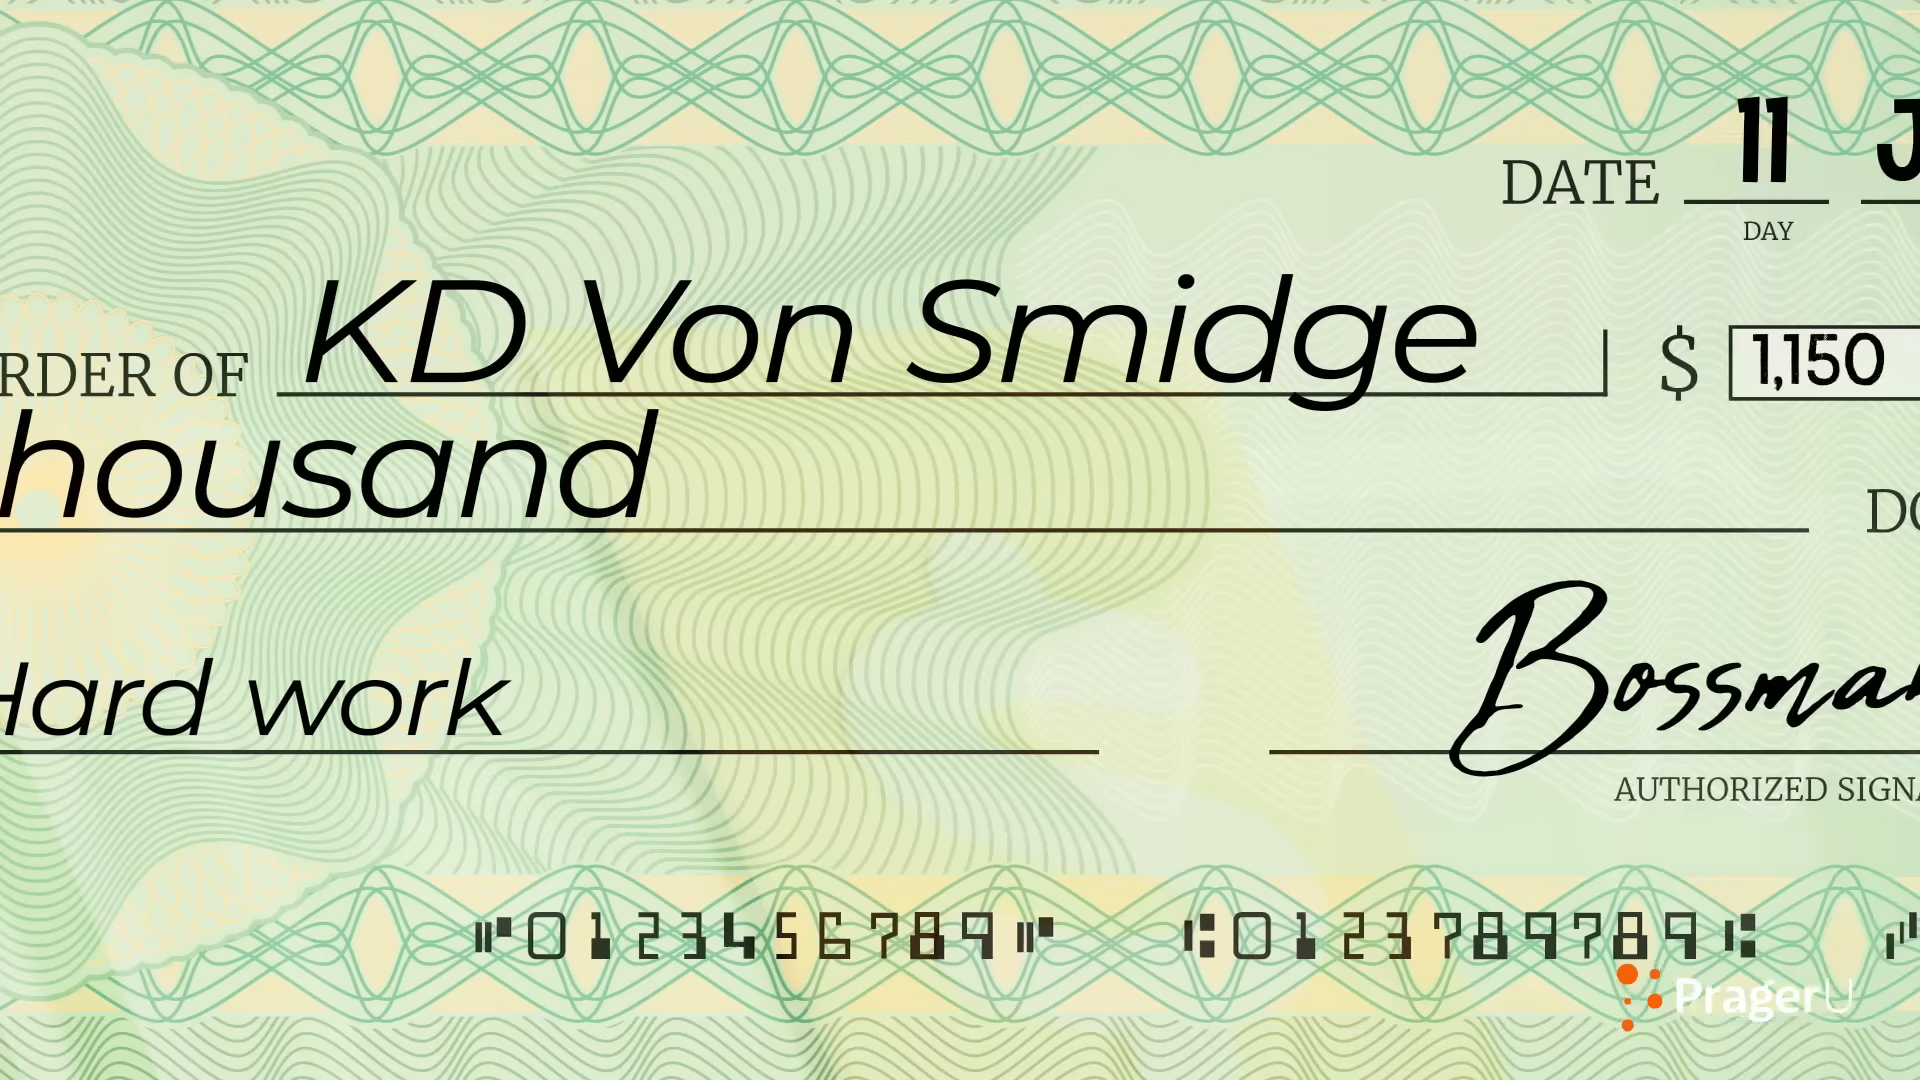 DATE 11 J
DAY
RDER OF KD Von Smidge $ 1,150
housand DO
Hard work Bossman
AUTHORIZED SIGNA
0123456789 0123789789
PragerU